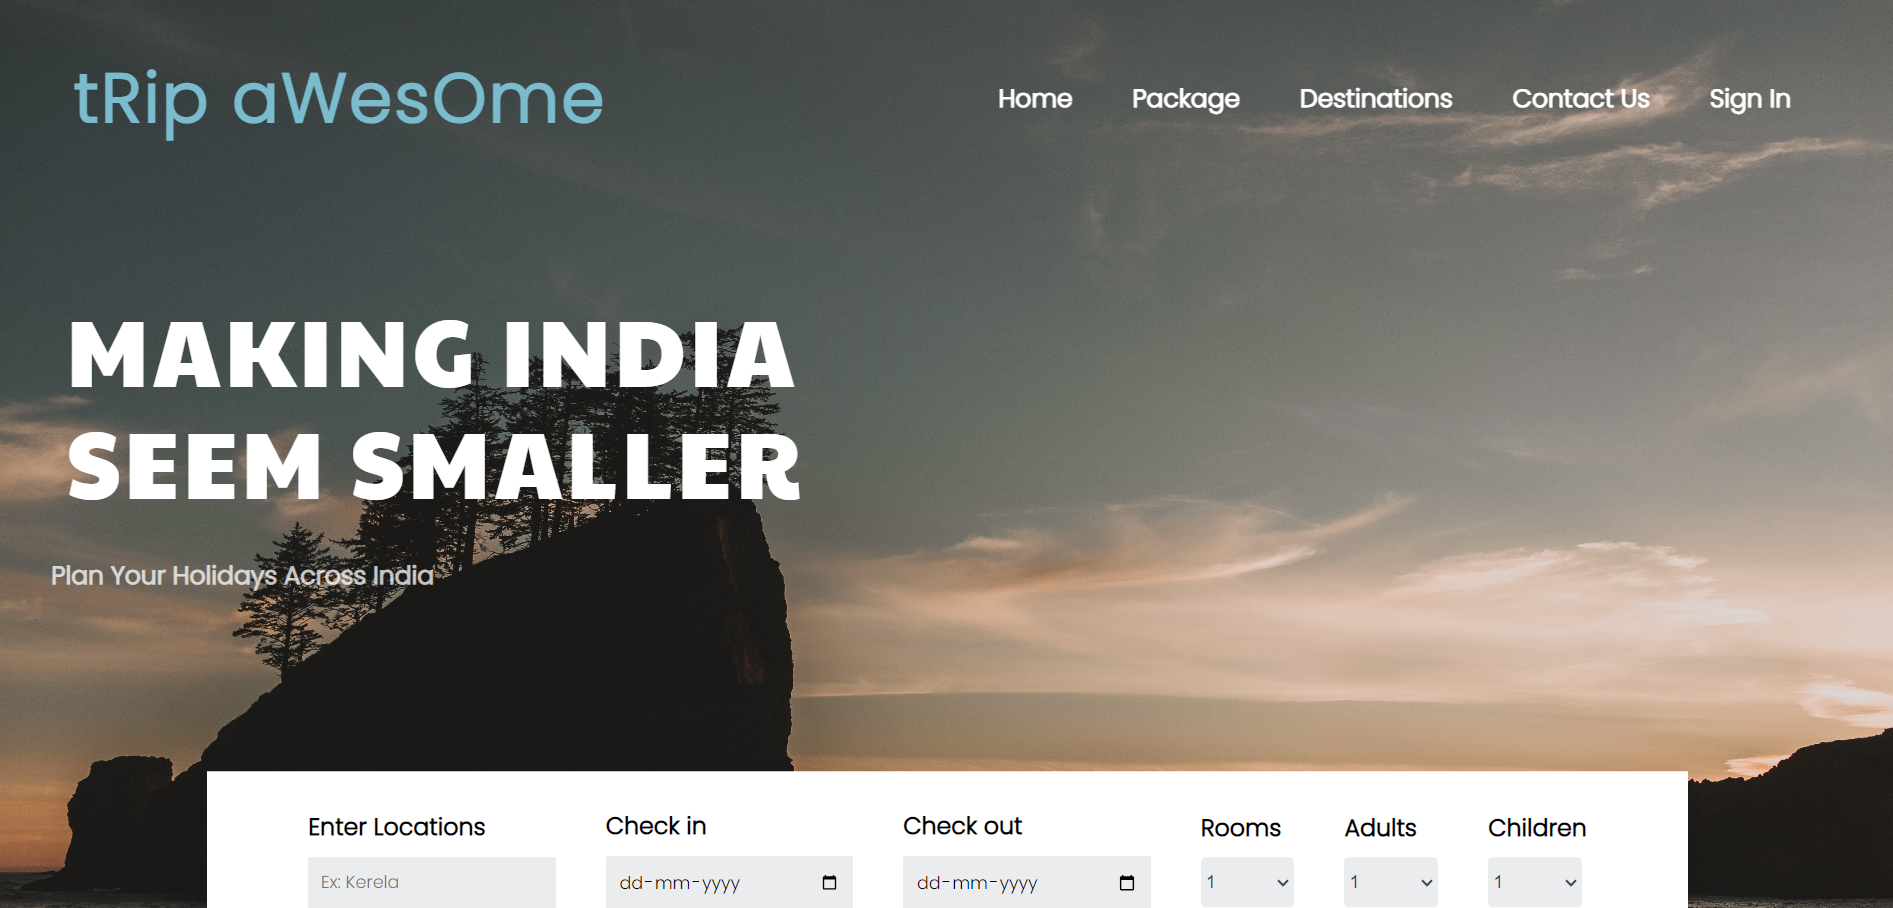 tRip aWesOme
Home Package Destinations Contact Us Sign In
MAKING INDIA
SEEM SMALLER
Plan Your Holidays Across India
Enter Locations Check in Check out Rooms Adults Children
Ex: Kerela dd-mm-yyyy dd-mm-yyyy 1 1 1